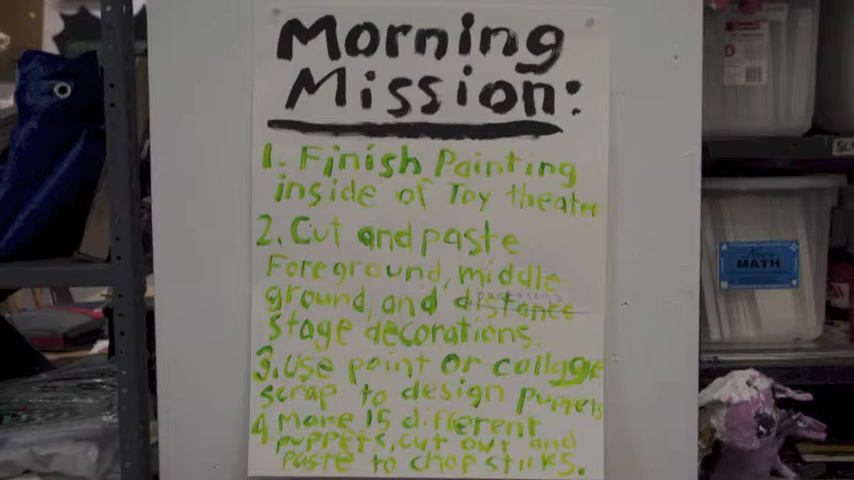 Morning
Mission:
1. Finish Painting
inside of Toy theater
2. Cut and paste
Foreground, middle
ground, and distance
stage decorations.
3. Use paint or collage
scrap to design puppets
4 Make 15 different
puppets, cut out and
paste to chopsticks.
MATH